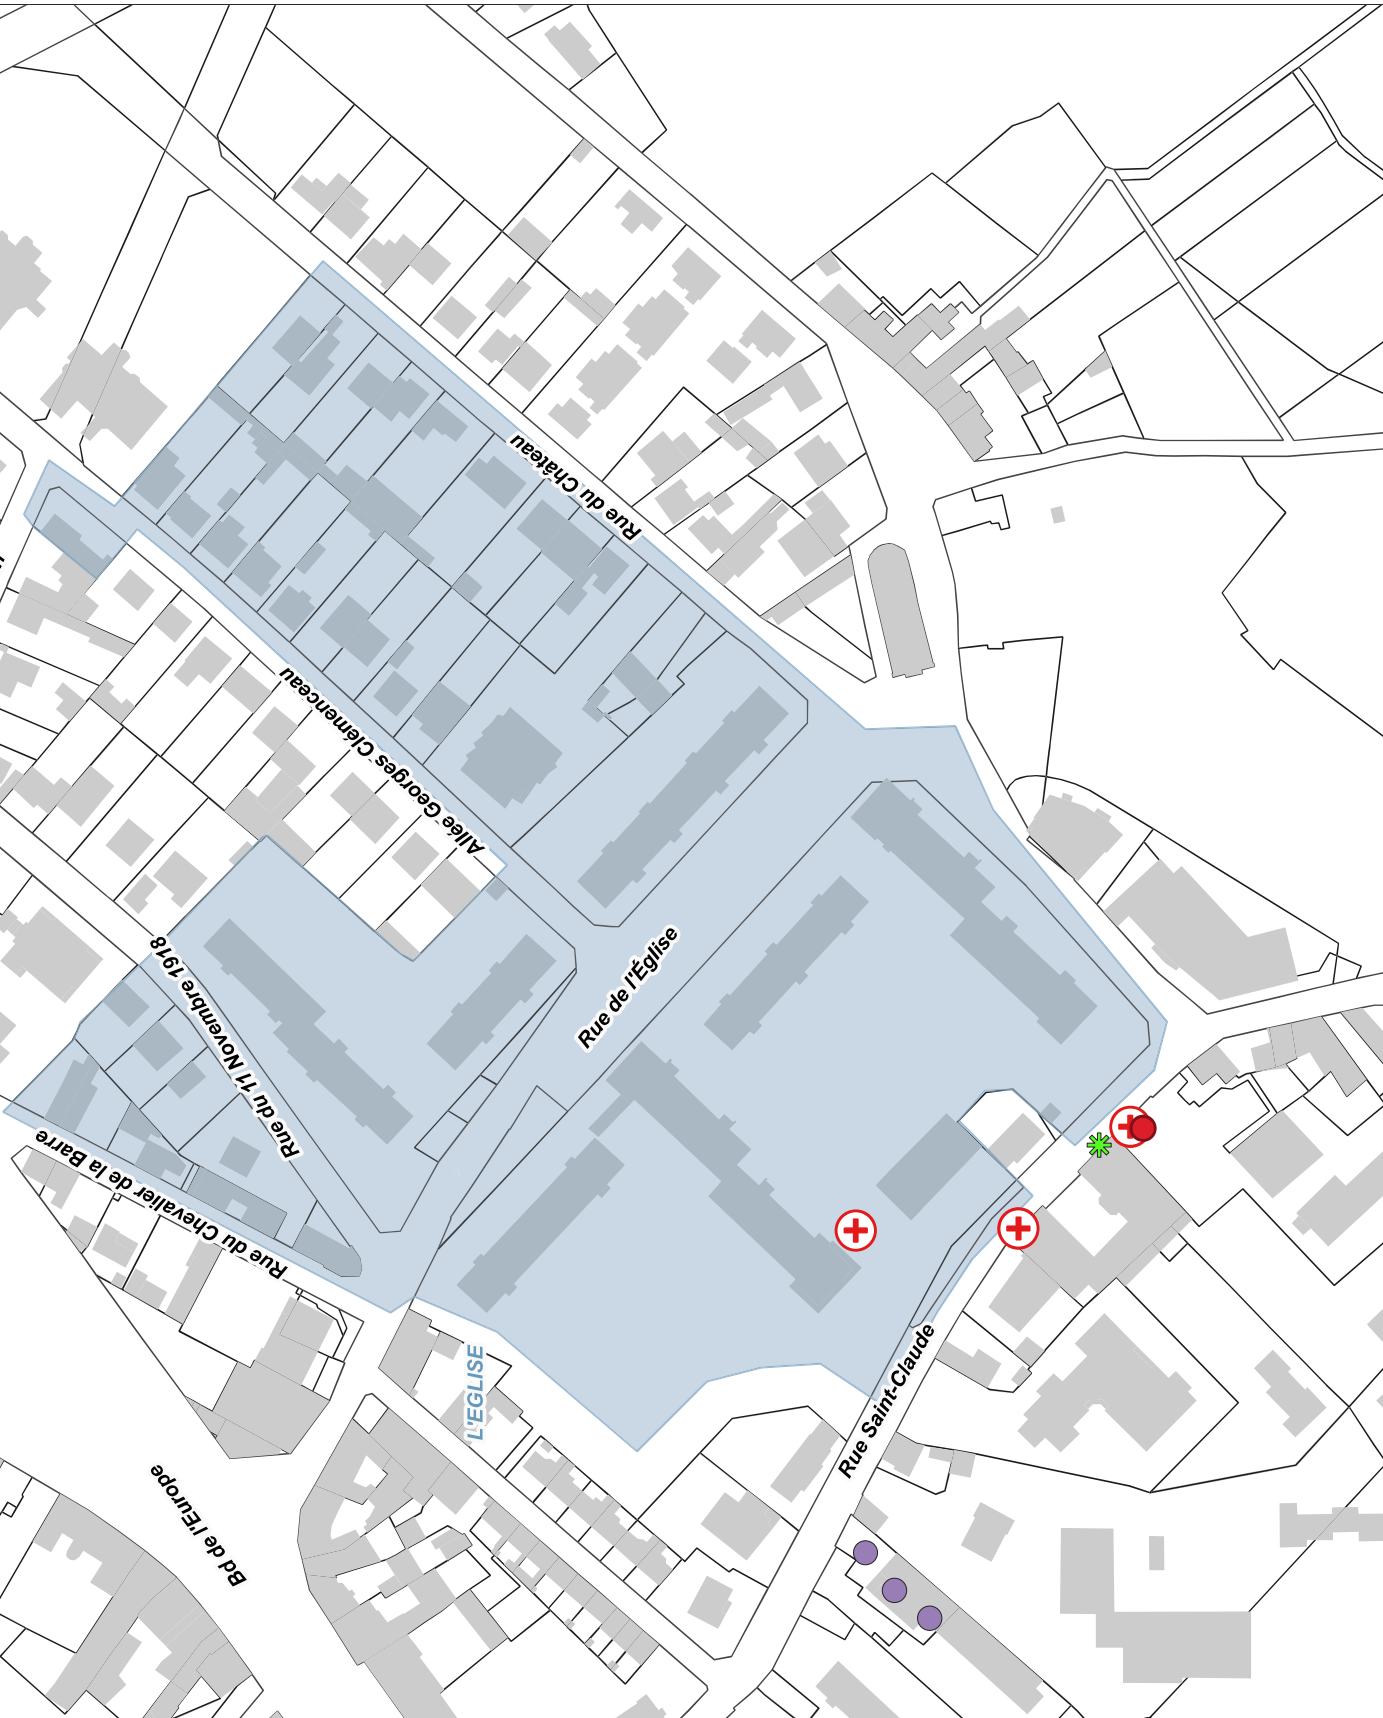 Rue du Château
Allée Georges Clémenceau
Rue de l'Église
Rue du 11 Novembre 1918
Rue du Chevalier de la Barre
L'EGLISE
Rue Saint-Claude
Bd de l'Europe